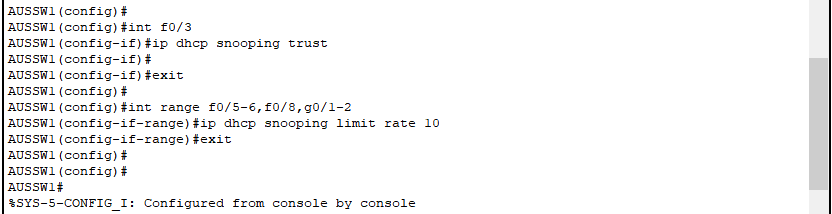 AUSSW1(config)#
AUSSW1(config)#int f0/3
AUSSW1(config-if)#ip dhcp snooping trust
AUSSW1(config-if)#
AUSSW1(config-if)#exit
AUSSW1(config)#
AUSSW1(config)#int range f0/5-6,f0/8,g0/1-2
AUSSW1(config-if-range)#ip dhcp snooping limit rate 10
AUSSW1(config-if-range)#exit
AUSSW1(config)#
AUSSW1(config)#
AUSSW1#
%SYS-5-CONFIG_I: Configured from console by console